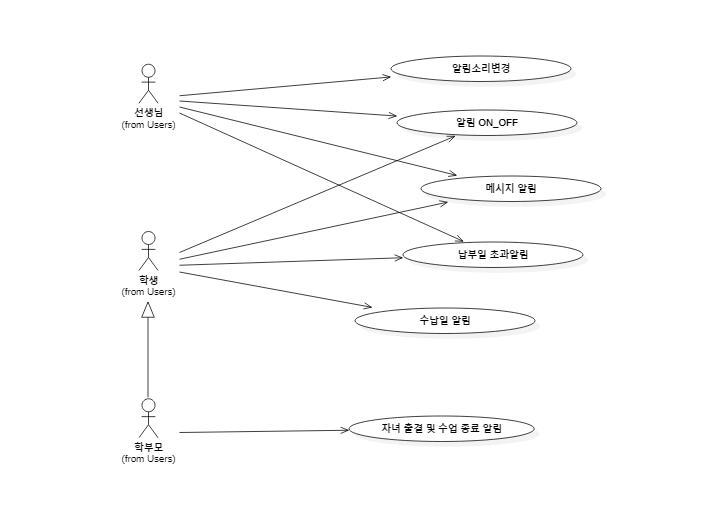 알림소리변경
선생님
(from Users)
알림 ON_OFF
메시지 알림
학생
(from Users)
납부일 초과알림
수납일 알림
학부모
(from Users)
자녀 출결 및 수업 종료 알림